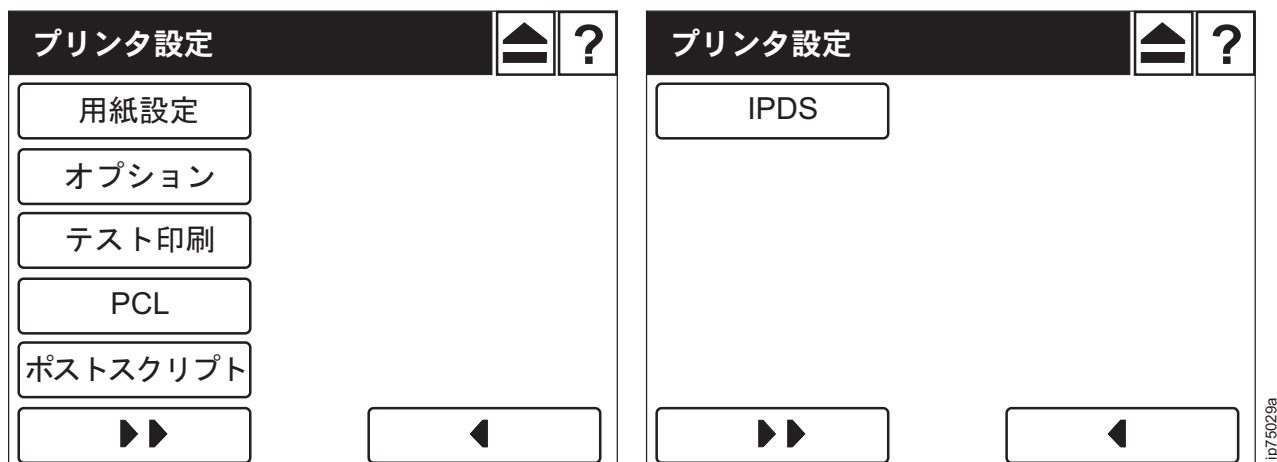 プリンタ設定
?
用紙設定
オプション
テスト印刷
PCL
ポストスクリプト
プリンタ設定
?
IPDS
ip75029a